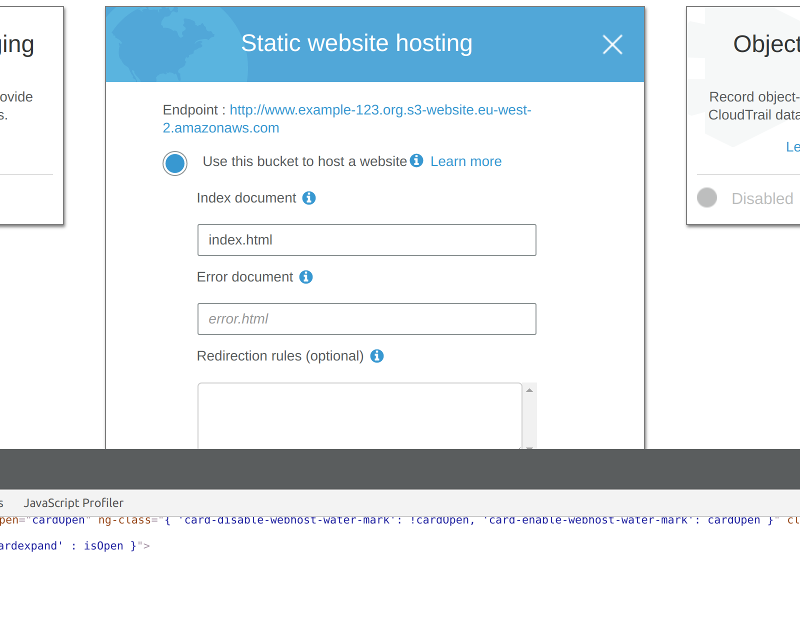 ging
Static website hosting
Object-
ovide
s.
Endpoint : http://www.example-123.org.s3-website.eu-west-
2.amazonaws.com
Record object-
CloudTrail data
Use this bucket to host a website Learn more
Le
Index document
index.html
Disabled
Error document
error.html
Redirection rules (optional)
s JavaScript Profiler
pen="cardOpen" ng-class="{ 'card-disable-webhost-water-mark': !cardOpen, 'card-enable-webhost-water-mark': cardOpen }" cl
ardexpand' : isOpen }">